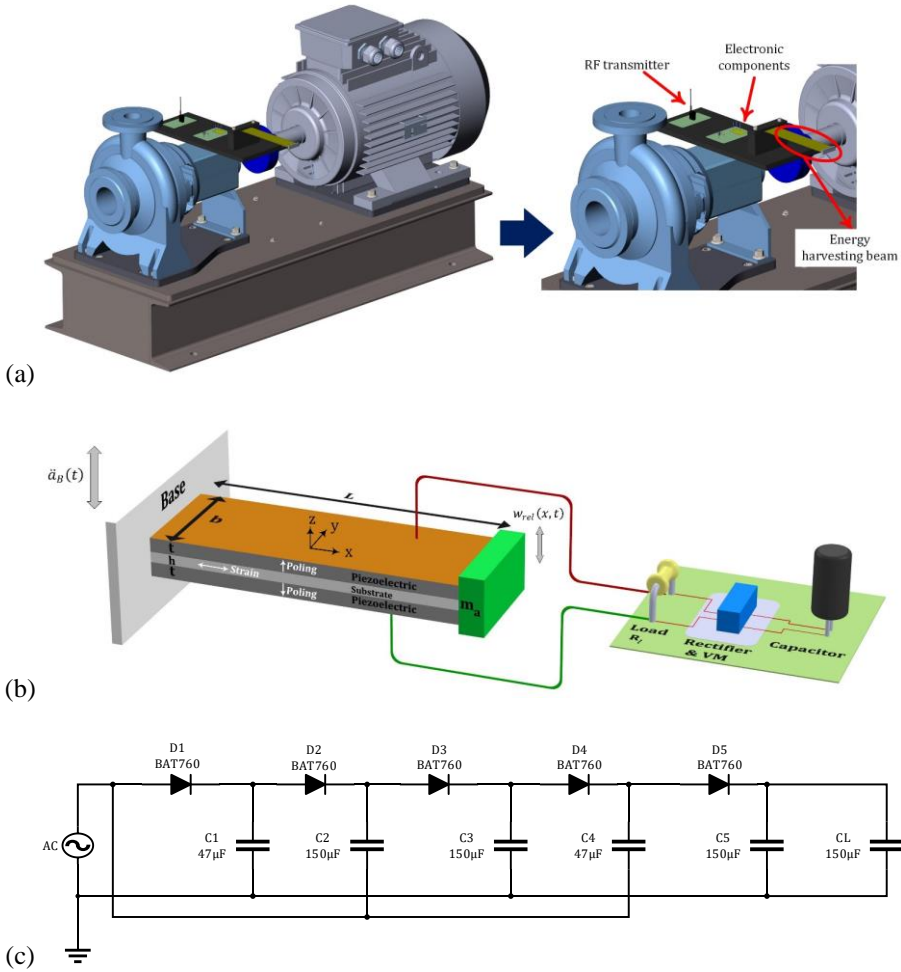 RF transmitter
Electronic
components
Energy
harvesting beam
(a)
ä_B(t)
Base
b
L
w_rel(x, t)
z
y
x
t
h
t
Strain
Poling
Poling
Piezoelectric
Substrate
Piezoelectric
m_a
Load
R_l
Rectifier
& VM
Capacitor
(b)
D1
BAT760
D2
BAT760
D3
BAT760
D4
BAT760
D5
BAT760
AC
C1
47μF
C2
150μF
C3
150μF
C4
47μF
C5
150μF
CL
150μF
(c)